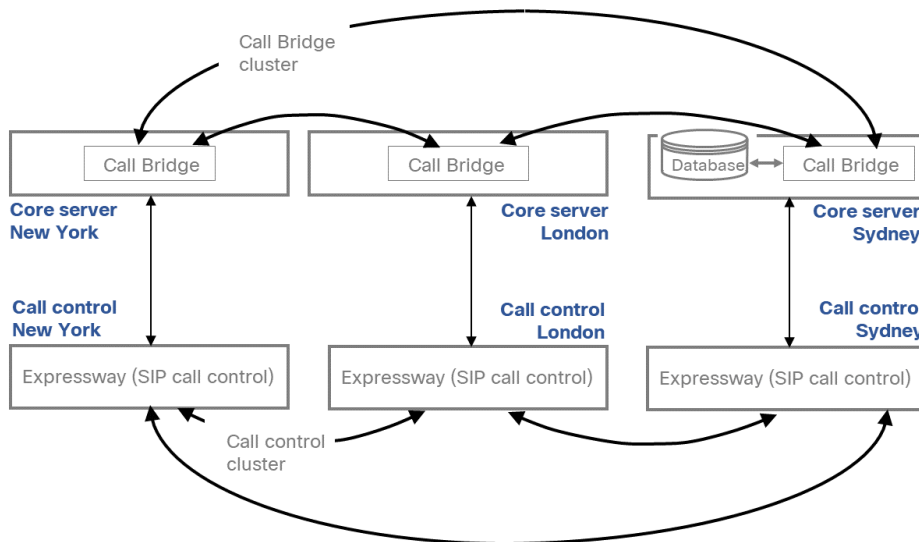 Call Bridge
cluster
Call Bridge
Call Bridge
Database
Call Bridge
Core server
New York
Core server
London
Core server
Sydney
Call control
New York
Call control
London
Call control
Sydney
Expressway (SIP call control)
Expressway (SIP call control)
Expressway (SIP call control)
Call control
cluster